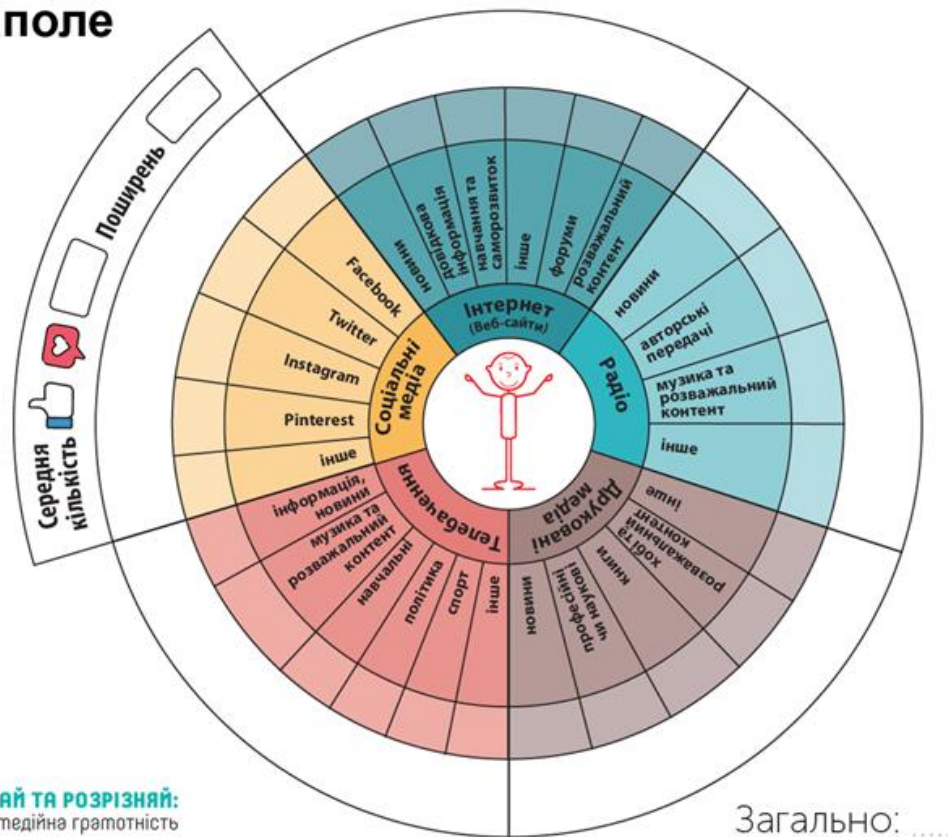 поле
Поширень
Середня
кількість
Інтернет
(Веб-сайти)
новини
довідкова
інформація
навчання та
саморозвиток
інше
форуми
розважальний
контент
Радіо
новини
авторські
передачі
музика та
розважальний
контент
інше
Друковані
медіа
інше
хобі та
розважальний
контент
книги
професійні
чи наукові
новини
Телебачення
інформація,
новини
музика та
розважальний
контент
навчальні
політика
спорт
інше
Соціальні
медіа
Facebook
Twitter
Instagram
Pinterest
інше
АЙ ТА РОЗРІЗНЯЙ:
медійна грамотність
Загально: ......